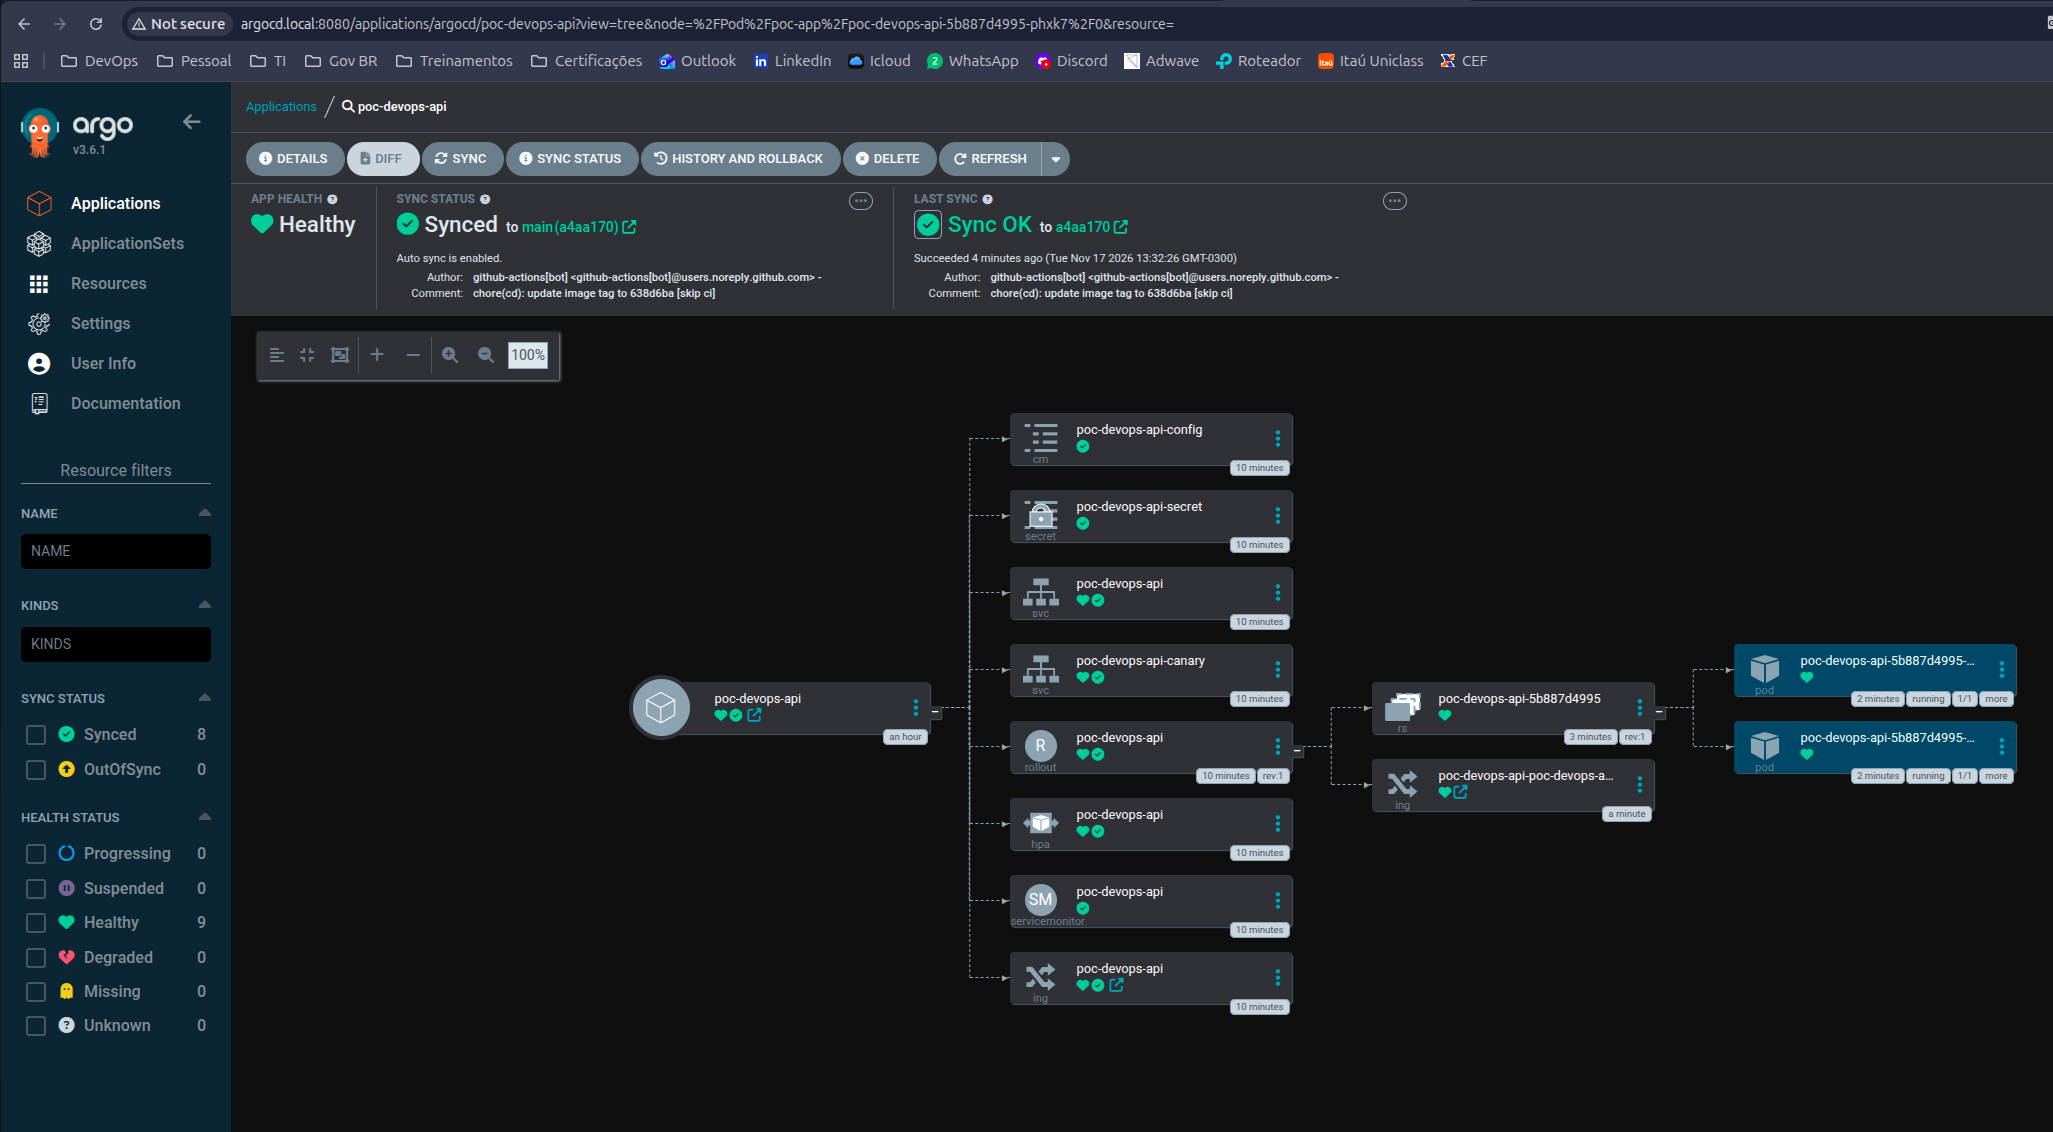 Not secure argocd.local:8080/applications/argocd/poc-devops-api?view=tree&node=%2FPod%2Fpoc-app%2Fpoc-devops-api-5b887d4995-phxk7%2F0&resource=
DevOps Pessoal TI Gov BR Treinamentos Certificações Outlook LinkedIn Icloud 2 WhatsApp Discord Adwave Roteador itaú Itaú Uniclass CEF
argo
v3.6.1
Applications
ApplicationSets
Resources
Settings
User Info
Documentation
Resource filters
NAME
NAME
KINDS
KINDS
SYNC STATUS
Synced 8
OutOfSync 0
HEALTH STATUS
Progressing 0
Suspended 0
Healthy 9
Degraded 0
Missing 0
Unknown 0
Applications / poc-devops-api
DETAILS DIFF SYNC SYNC STATUS HISTORY AND ROLLBACK DELETE REFRESH
APP HEALTH
Healthy
SYNC STATUS
Synced to main (a4aa170)
Auto sync is enabled.
Author: github-actions[bot] <github-actions[bot]@users.noreply.github.com> -
Comment: chore(cd): update image tag to 638d6ba [skip ci]
LAST SYNC
Sync OK to a4aa170
Succeeded 4 minutes ago (Tue Nov 17 2026 13:32:26 GMT-0300)
Author: github-actions[bot] <github-actions[bot]@users.noreply.github.com> -
Comment: chore(cd): update image tag to 638d6ba [skip ci]
100%
poc-devops-api
an hour
poc-devops-api-config
cm
10 minutes
poc-devops-api-secret
secret
10 minutes
poc-devops-api
svc
10 minutes
poc-devops-api-canary
svc
10 minutes
R
poc-devops-api
rollout
10 minutes rev:1
poc-devops-api
hpa
10 minutes
SM
poc-devops-api
servicemonitor
10 minutes
poc-devops-api
ing
10 minutes
poc-devops-api-5b887d4995
rs
3 minutes rev:1
poc-devops-api-poc-devops-a...
ing
a minute
poc-devops-api-5b887d4995-...
pod
2 minutes running 1/1 more
poc-devops-api-5b887d4995-...
pod
2 minutes running 1/1 more